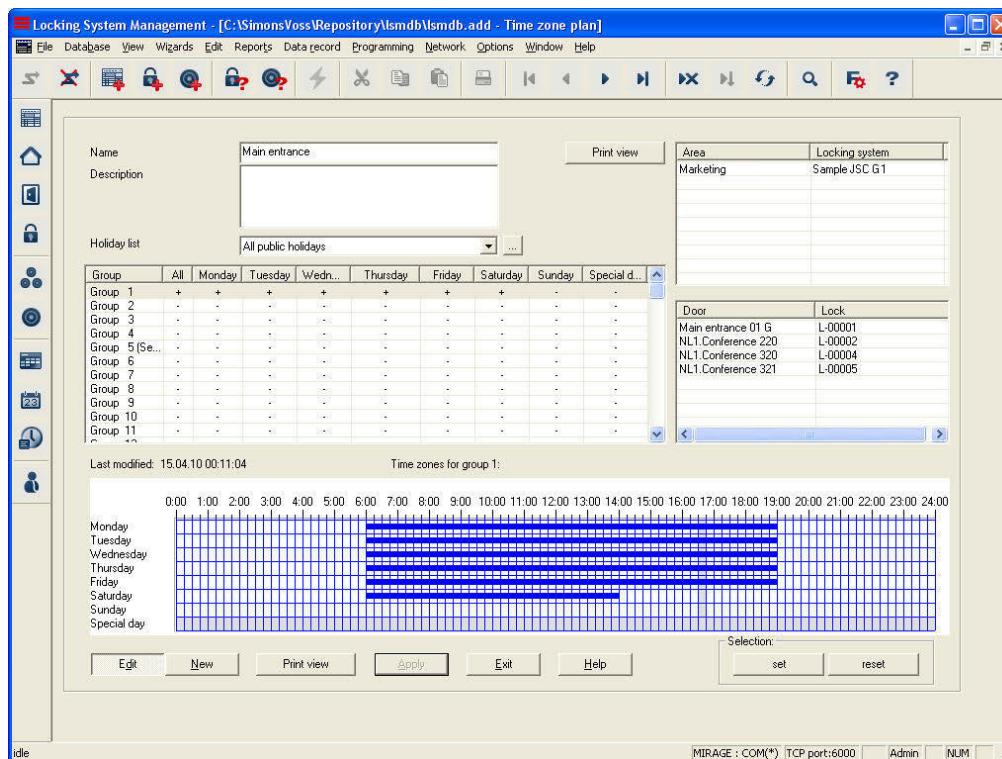 Locking System Management - [C:\SimonsVoss\Repository\lsmdb\lsmdb.add - Time zone plan]
File Database View Wizards Edit Reports Data record Programming Network Options Window Help
Name Main entrance Print view
Description
Holiday list All public holidays ...
Area Locking system
Marketing Sample JSC G1
Group All Monday Tuesday Wedn... Thursday Friday Saturday Sunday Special d...
Group 1 + + + + + + + - -
Group 2 - - - - - - - - -
Group 3 - - - - - - - - -
Group 4 - - - - - - - - -
Group 5 (Se... - - - - - - - - -
Group 6 - - - - - - - - -
Group 7 - - - - - - - - -
Group 8 - - - - - - - - -
Group 9 - - - - - - - - -
Group 10 - - - - - - - - -
Group 11 - - - - - - - - -
Door Lock
Main entrance 01 G L-00001
NL1.Conference 220 L-00002
NL1.Conference 320 L-00004
NL1.Conference 321 L-00005
Last modified: 15.04.10 00:11:04 Time zones for group 1:
0:00 1:00 2:00 3:00 4:00 5:00 6:00 7:00 8:00 9:00 10:00 11:00 12:00 13:00 14:00 15:00 16:00 17:00 18:00 19:00 20:00 21:00 22:00 23:00 24:00
Monday
Tuesday
Wednesday
Thursday
Friday
Saturday
Sunday
Special day
Selection:
Edit New Print view Apply Exit Help set reset
idle MIRAGE : COM(*) TCP port:6000 Admin NUM